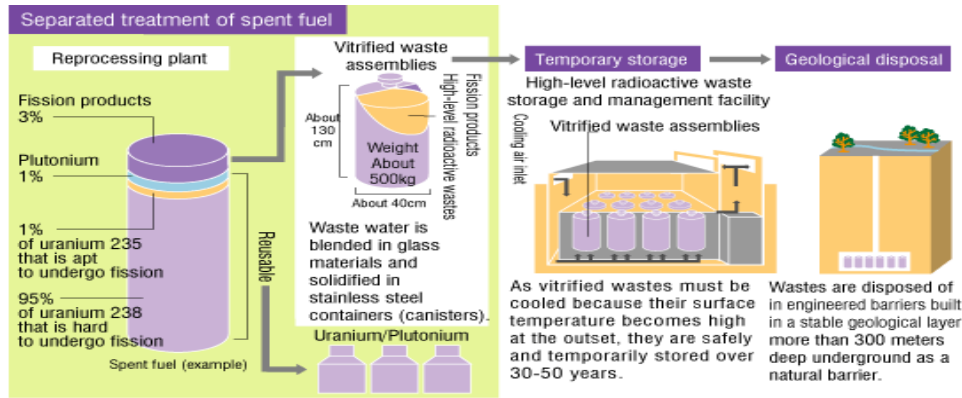 Separated treatment of spent fuel
Reprocessing plant
Fission products
3%
Plutonium
1%
1%
of uranium 235
that is apt
to undergo fission
95%
of uranium 238
that is hard
to undergo fission
Spent fuel (example)
Reusable
Vitrified waste
assemblies
About
130
cm
Weight
About
500kg
About 40cm
Fission products
High-level radioactive wastes
Waste water is
blended in glass
materials and
solidified in
stainless steel
containers (canisters).
Uranium/Plutonium
Temporary storage
High-level radioactive waste
storage and management facility
Cooling air inlet
Vitrified waste assemblies
As vitrified wastes must be
cooled because their surface
temperature becomes high
at the outset, they are safely
and temporarily stored over
30-50 years.
Geological disposal
Wastes are disposed of
in engineered barriers built
in a stable geological layer
more than 300 meters
deep underground as a
natural barrier.